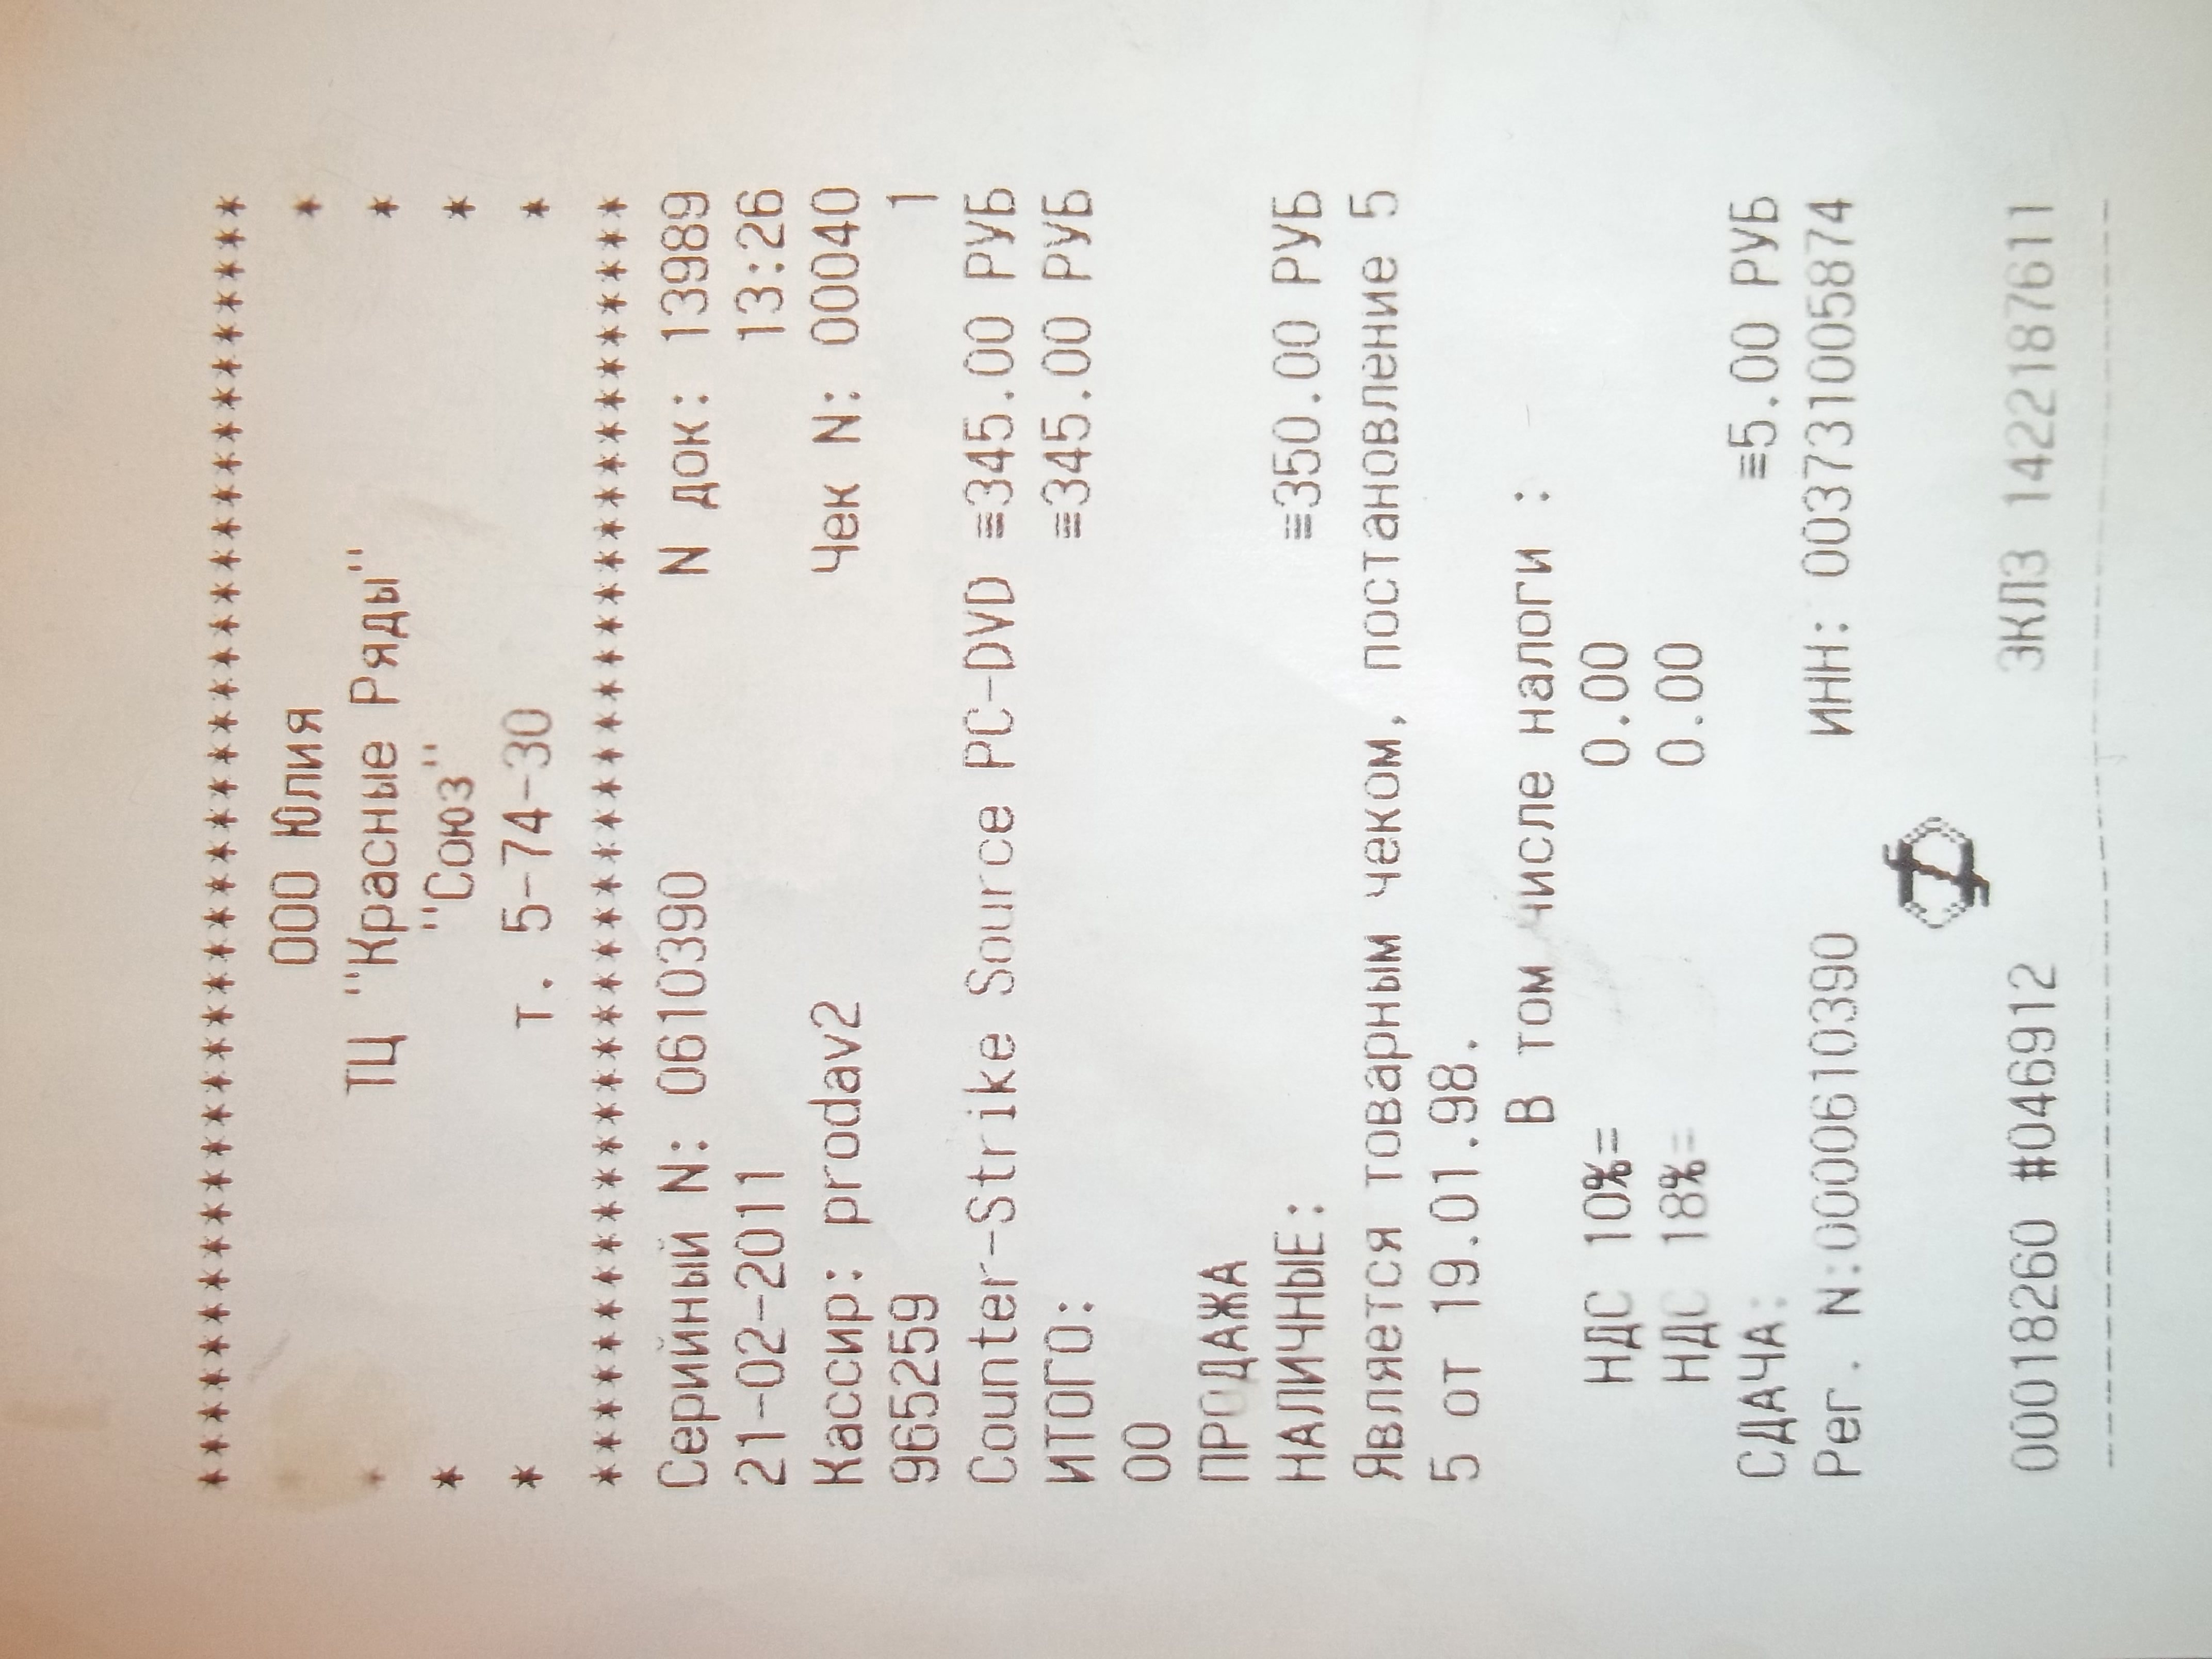 ****************************************
* ООО Юлия *
* ТЦ "Красные Ряды" *
* "Союз" *
* т. 5-74-30 *
****************************************
Серийный N: 0610390 N док: 13989
21-02-2011 13:26
Кассир: prodav2 Чек N: 00040
965259 1
Counter-Strike Source PC-DVD ≡345.00 РУБ
ИТОГО: ≡345.00 РУБ
00
ПРОДАЖА
НАЛИЧНЫЕ: ≡350.00 РУБ
Является товарным чеком, постановление 5
5 от 19.01.98.
В том числе налоги :
НДС 10%= 0.00
НДС 18%= 0.00
СДАЧА: ≡5.00 РУБ
Рег. N:0000610390 ИНН: 003731005874
ЭКЛЗ 1422187611
00018260 #046912